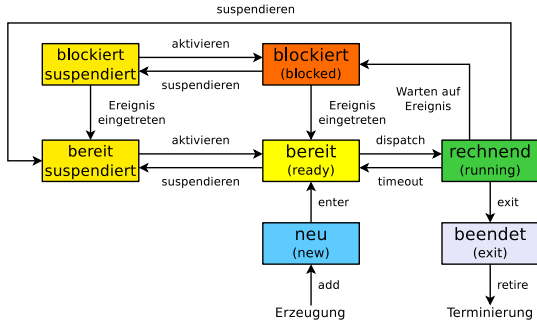 suspendieren
blockiert
suspendiert
aktivieren
suspendieren
blockiert
(blocked)
Warten auf
Ereignis
Ereignis
eingetreten
Ereignis
eingetreten
bereit
suspendiert
aktivieren
suspendieren
bereit
(ready)
dispatch
timeout
rechnend
(running)
enter
exit
neu
(new)
beendet
(exit)
add
retire
Erzeugung
Terminierung